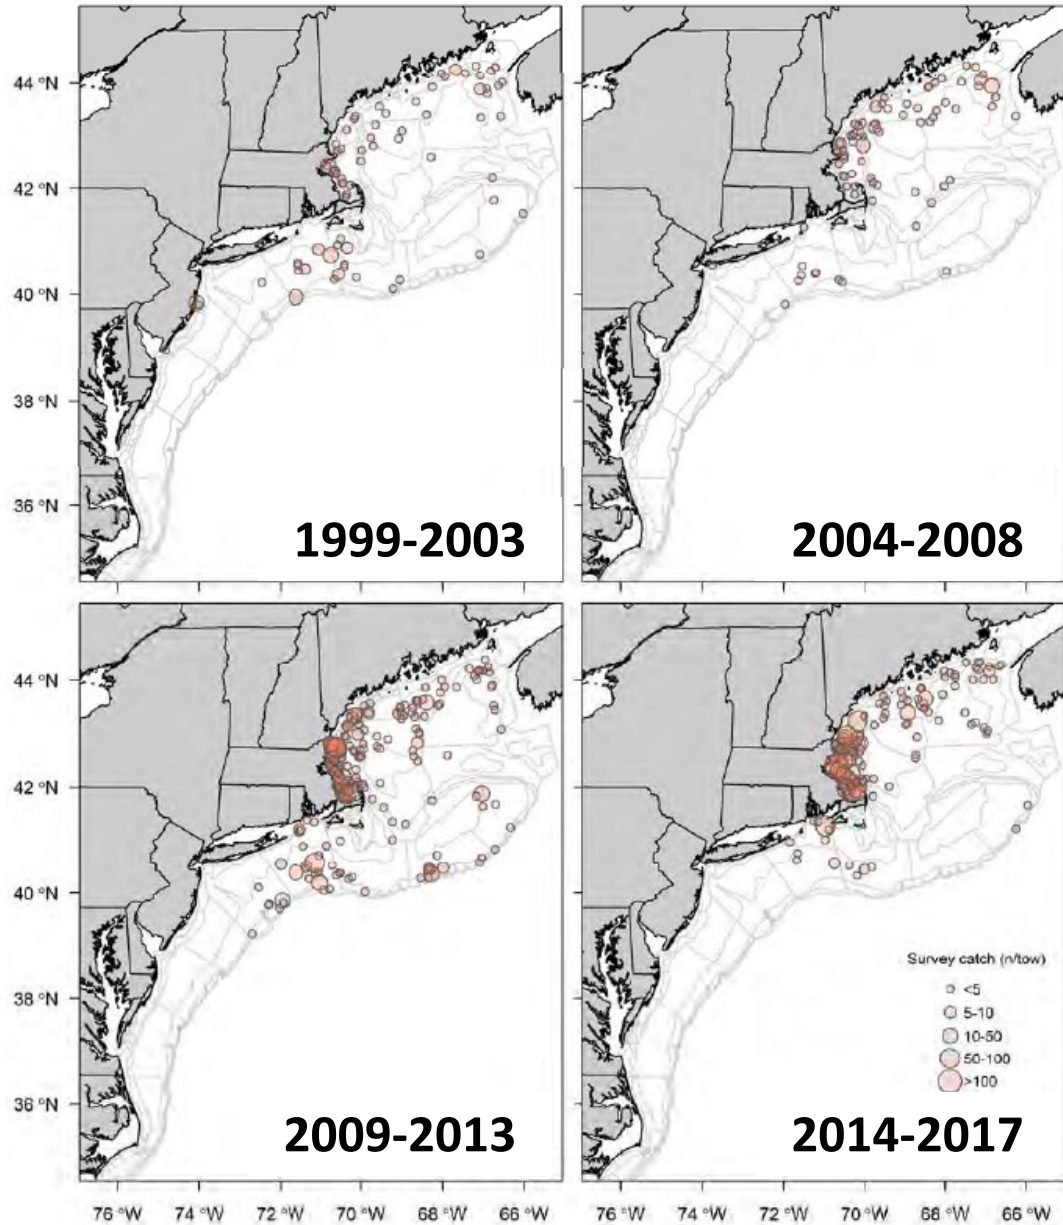 44 °N
42 °N
40 °N
38 °N
36 °N
1999-2003
2004-2008
44 °N
42 °N
40 °N
38 °N
36 °N
2009-2013
Survey catch (n/tow)
<5
5-10
10-50
50-100
>100
2014-2017
76 °W 74 °W 72 °W 70 °W 68 °W 66 °W
76 °W 74 °W 72 °W 70 °W 68 °W 66 °W